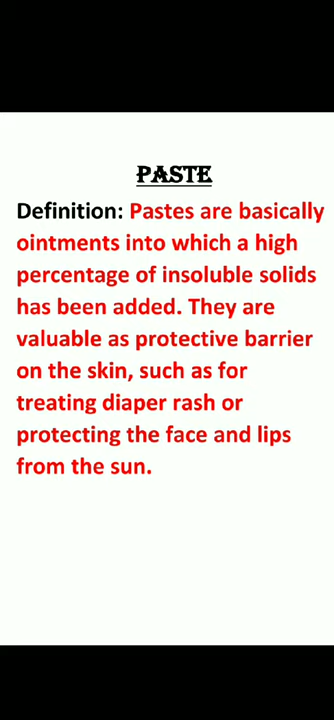 PASTE
Definition: Pastes are basically
ointments into which a high
percentage of insoluble solids
has been added. They are
valuable as protective barrier
on the skin, such as for
treating diaper rash or
protecting the face and lips
from the sun.